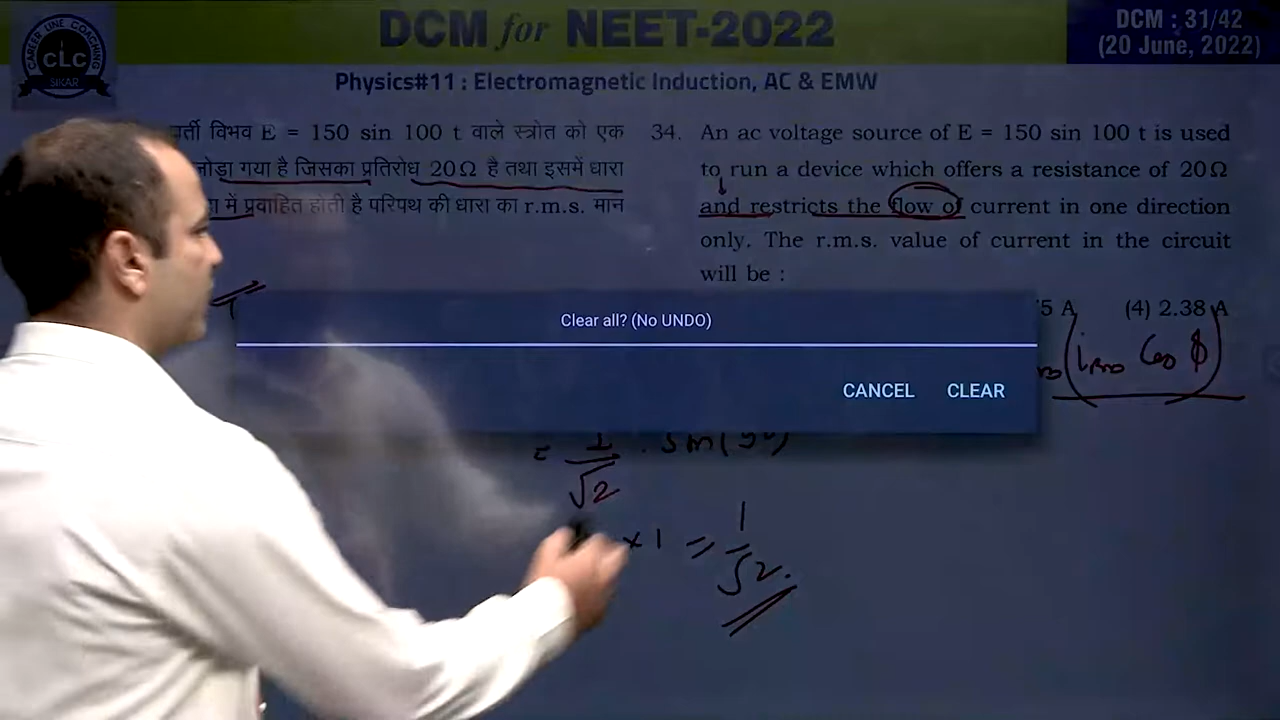 DCM for NEET-2022
DCM : 31/42
(20 June, 2022)
CAREER LINE COACHING
CLC
SIKAR
Physics#11 : Electromagnetic Induction, AC & EMW
विभव E = 150 sin 100 t वाले स्त्रोत को एक
गया है जिसका प्रतिरोध 20Ω है तथा इसमें धारा
में प्रवाहित होती है परिपथ की धारा का r.m.s. मान
34. An ac voltage source of E = 150 sin 100 t is used
to run a device which offers a resistance of 20Ω
and restricts the flow of current in one direction
only. The r.m.s. value of current in the circuit
will be :
5 A (4) 2.38 A
Clear all? (No UNDO)
CANCEL CLEAR
× 1 = 1/√2.